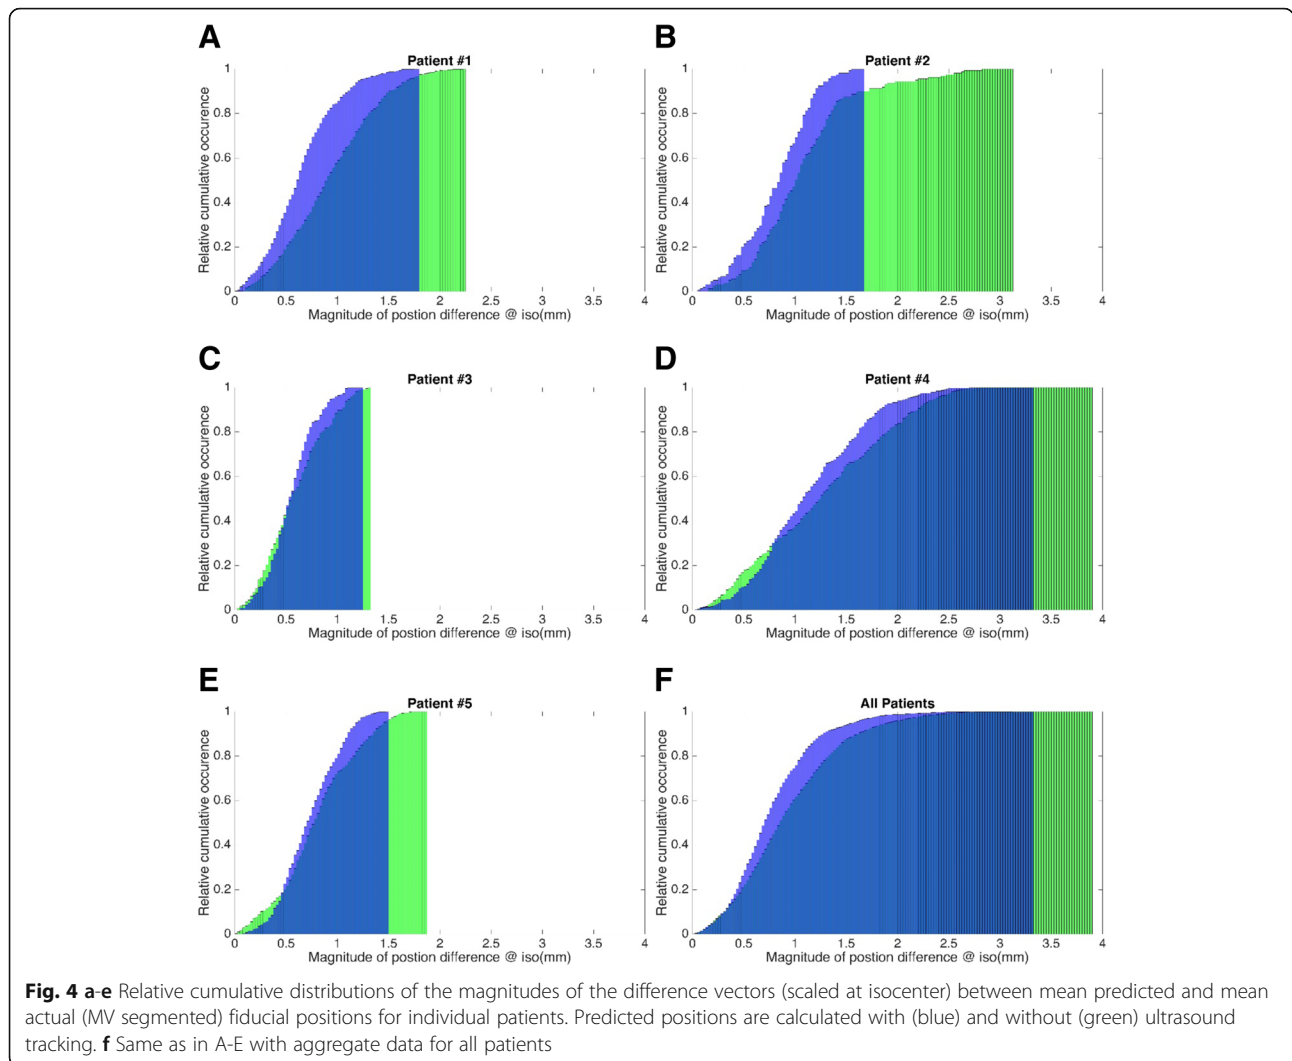 A
Patient #1
Relative cumulative occurence
1
0.8
0.6
0.4
0.2
0
0 0.5 1 1.5 2 2.5 3 3.5 4
Magnitude of postion difference @ iso(mm)
B
Patient #2
Relative cumulative occurence
1
0.8
0.6
0.4
0.2
0
0 0.5 1 1.5 2 2.5 3 3.5 4
Magnitude of postion difference @ iso(mm)
C
Patient #3
Relative cumulative occurence
1
0.8
0.6
0.4
0.2
0
0 0.5 1 1.5 2 2.5 3 3.5 4
Magnitude of postion difference @ iso(mm)
D
Patient #4
Relative cumulative occurence
1
0.8
0.6
0.4
0.2
0
0 0.5 1 1.5 2 2.5 3 3.5 4
Magnitude of postion difference @ iso(mm)
E
Patient #5
Relative cumulative occurence
1
0.8
0.6
0.4
0.2
0
0 0.5 1 1.5 2 2.5 3 3.5 4
Magnitude of postion difference @ iso(mm)
F
All Patients
Relative cumulative occurence
1
0.8
0.6
0.4
0.2
0
0 0.5 1 1.5 2 2.5 3 3.5 4
Magnitude of postion difference @ iso(mm)
Fig. 4 a-e Relative cumulative distributions of the magnitudes of the difference vectors (scaled at isocenter) between mean predicted and mean
actual (MV segmented) fiducial positions for individual patients. Predicted positions are calculated with (blue) and without (green) ultrasound
tracking. f Same as in A-E with aggregate data for all patients